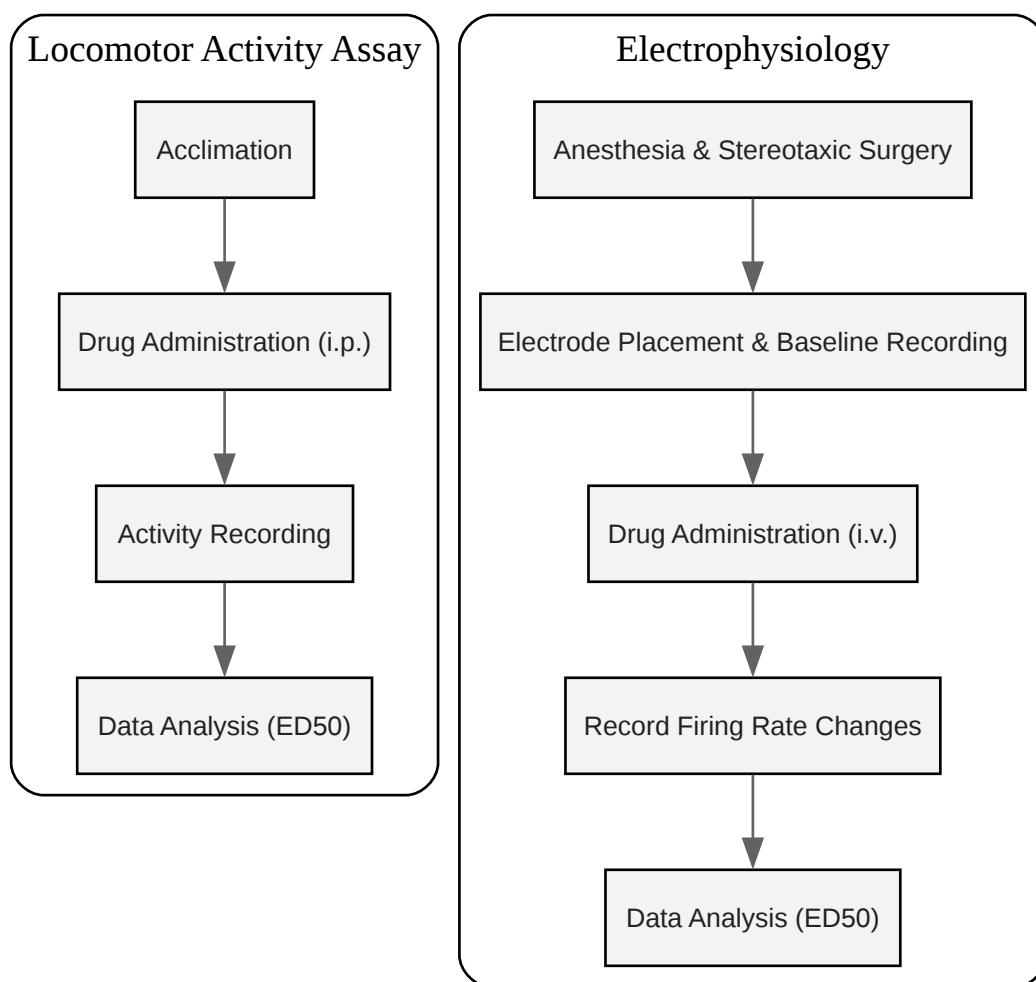 Locomotor Activity Assay
Acclimation
Drug Administration (i.p.)
Activity Recording
Data Analysis (ED50)
Electrophysiology
Anesthesia & Stereotaxic Surgery
Electrode Placement & Baseline Recording
Drug Administration (i.v.)
Record Firing Rate Changes
Data Analysis (ED50)